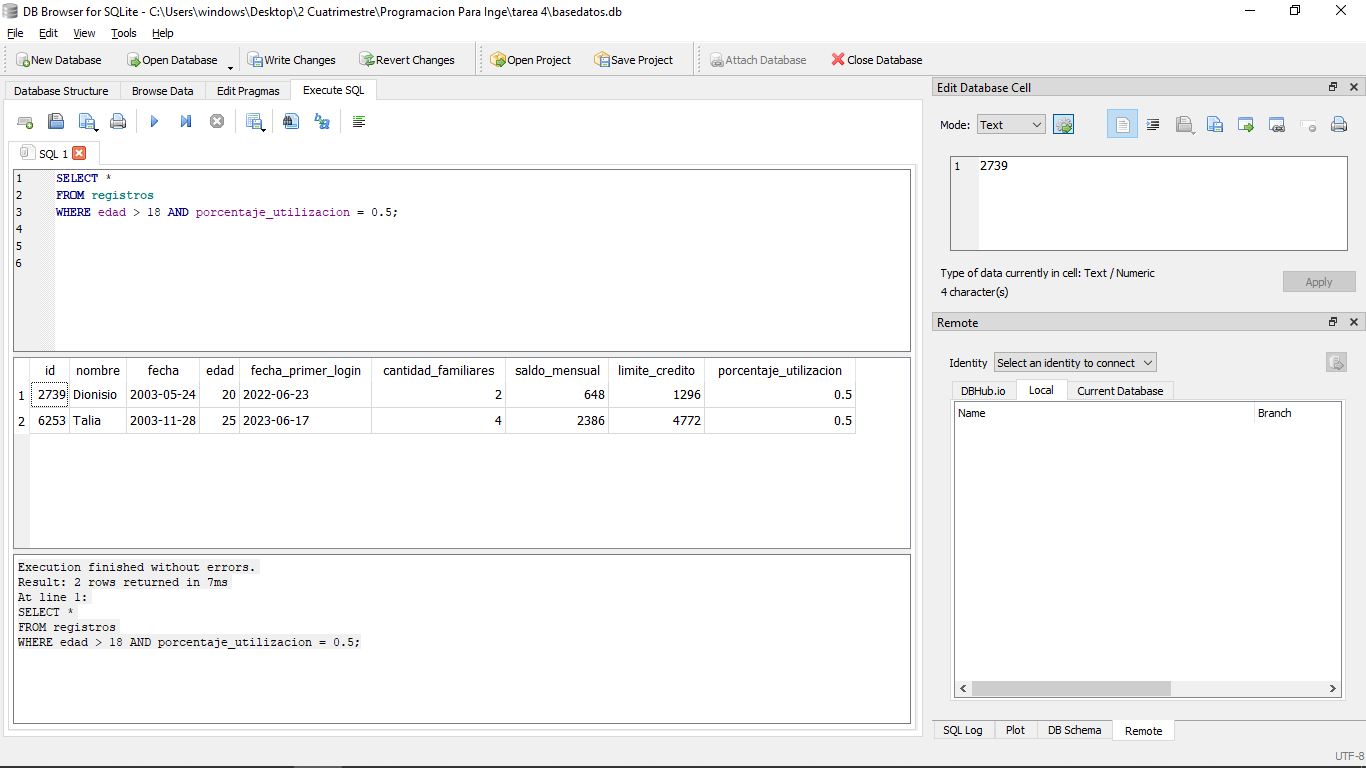 DB Browser for SQLite - C:\Users\windows\Desktop\2 Cuatrimestre\Programacion Para Inge\tarea 4\basedatos.db
File Edit View Tools Help
New Database Open Database Write Changes Revert Changes Open Project Save Project Attach Database Close Database
Database Structure Browse Data Edit Pragmas Execute SQL
SQL 1
1 SELECT *
2 FROM registros
3 WHERE edad > 18 AND porcentaje_utilizacion = 0.5;
4
5
6
id nombre fecha edad fecha_primer_login cantidad_familiares saldo_mensual limite_credito porcentaje_utilizacion
1 2739 Dionisio 2003-05-24 20 2022-06-23 2 648 1296 0.5
2 6253 Talia 2003-11-28 25 2023-06-17 4 2386 4772 0.5
Execution finished without errors.
Result: 2 rows returned in 7ms
At line 1:
SELECT *
FROM registros
WHERE edad > 18 AND porcentaje_utilizacion = 0.5;
Edit Database Cell
Mode: Text
1 2739
Type of data currently in cell: Text / Numeric
4 character(s)
Apply
Remote
Identity Select an identity to connect
DBHub.io Local Current Database
Name Branch
SQL Log Plot DB Schema Remote
UTF-8